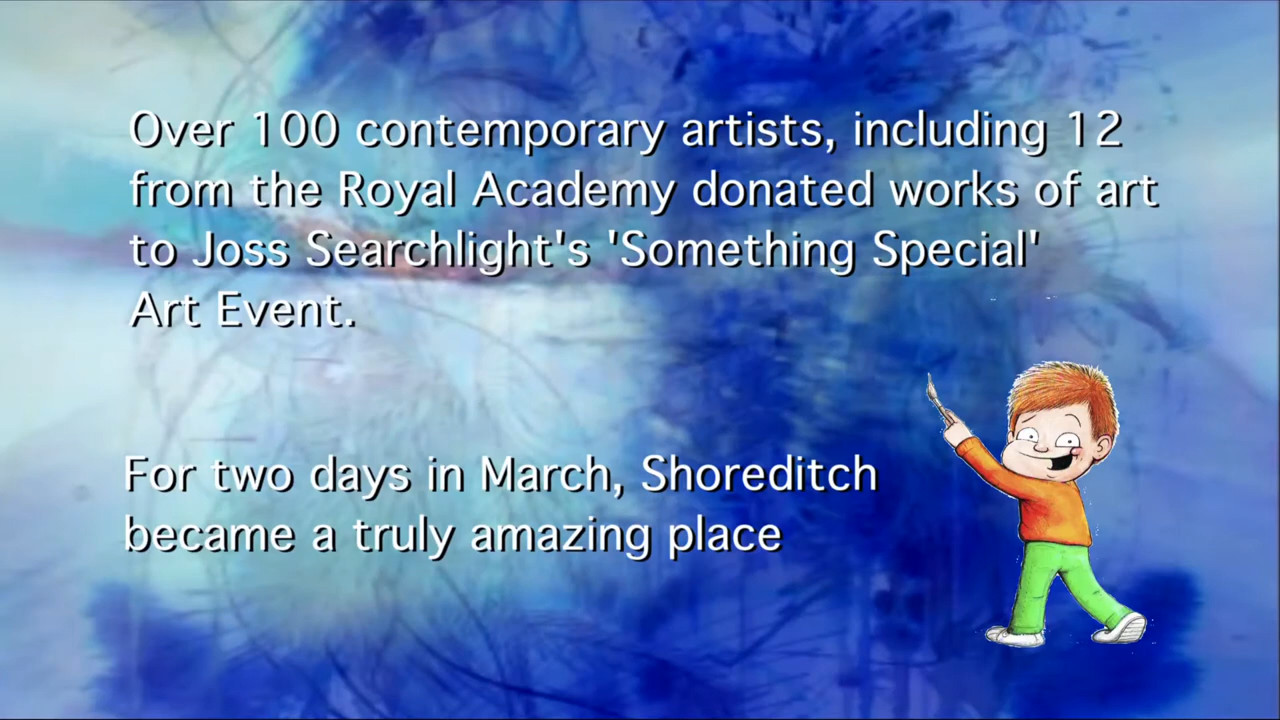 Over 100 contemporary artists, including 12
from the Royal Academy donated works of art
to Joss Searchlight's 'Something Special'
Art Event.
For two days in March, Shoreditch
became a truly amazing place